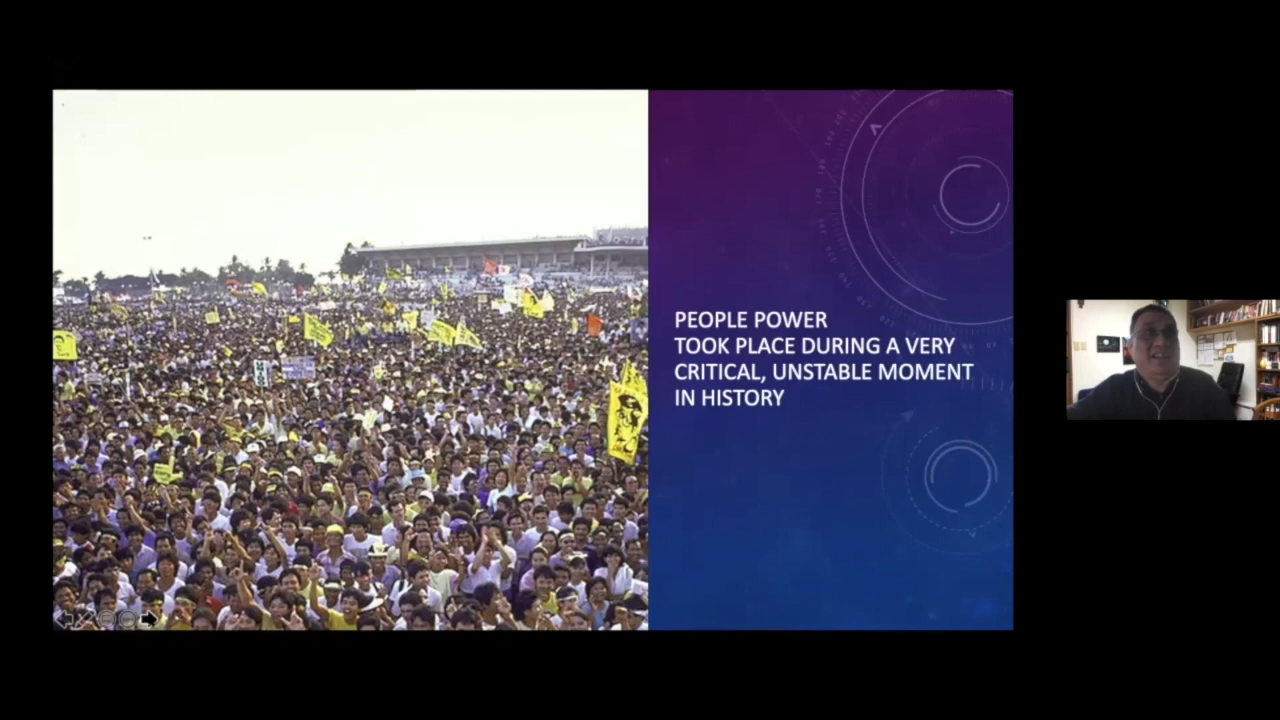 PEOPLE POWER
TOOK PLACE DURING A VERY
CRITICAL, UNSTABLE MOMENT
IN HISTORY